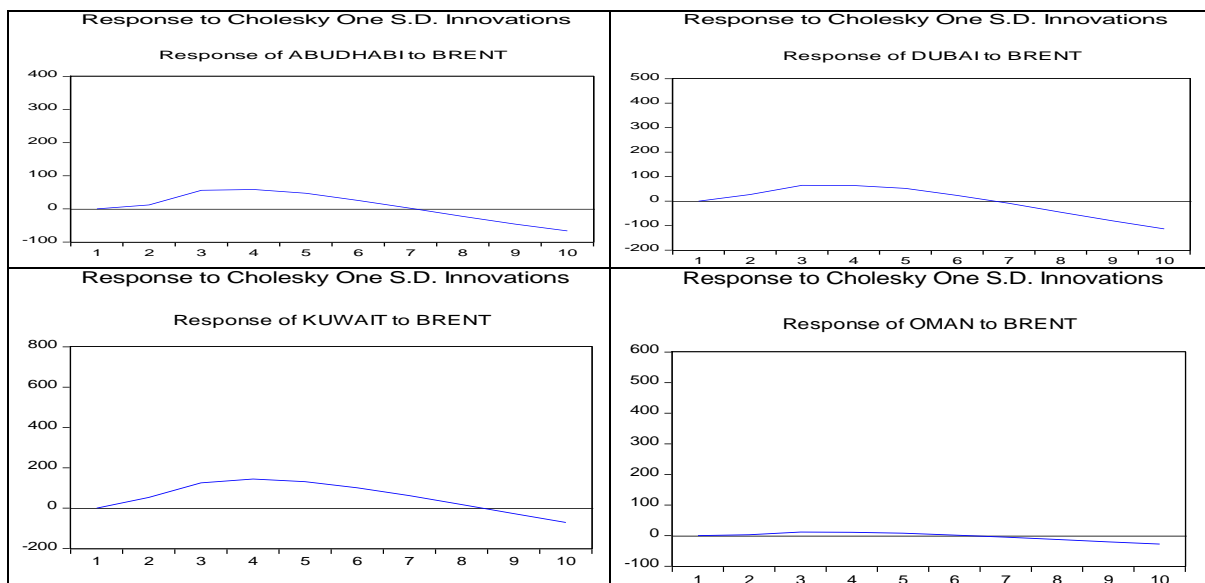 Response to Cholesky One S.D. Innovations
Response of ABUDHABI to BRENT
400
300
200
100
0
-100
1 2 3 4 5 6 7 8 9 10
Response to Cholesky One S.D. Innovations
Response of DUBAI to BRENT
500
400
300
200
100
0
-100
-200
1 2 3 4 5 6 7 8 9 10
Response to Cholesky One S.D. Innovations
Response of KUWAIT to BRENT
800
600
400
200
0
-200
1 2 3 4 5 6 7 8 9 10
Response to Cholesky One S.D. Innovations
Response of OMAN to BRENT
600
500
400
300
200
100
0
-100
1 2 3 4 5 6 7 8 9 10